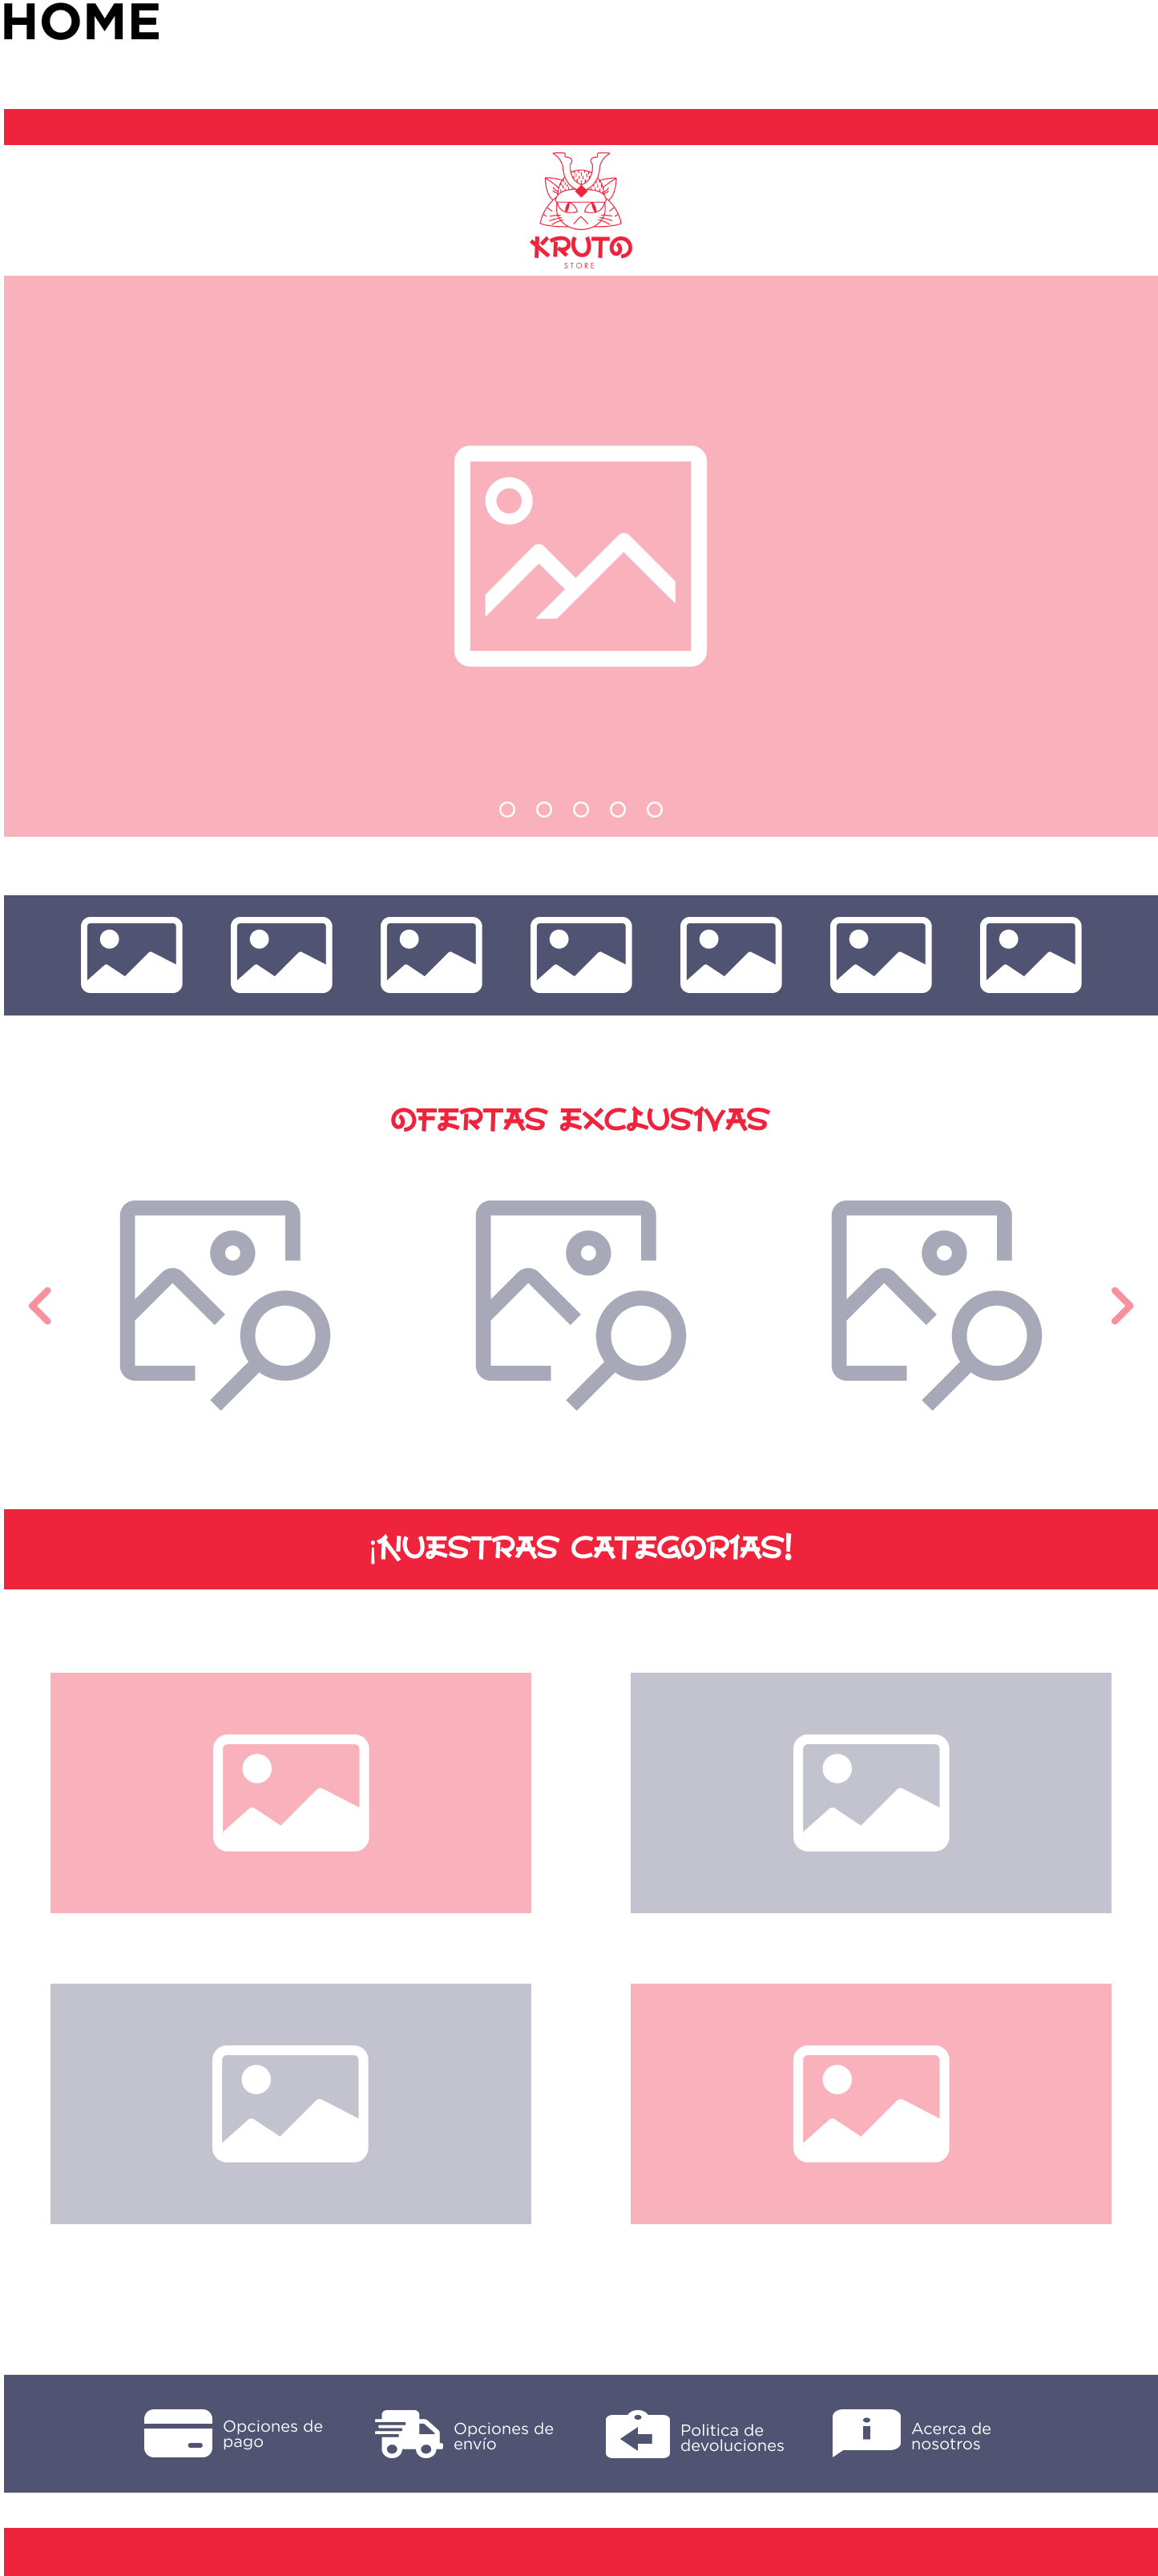 HOME
KRUTO
STORE
OFERTAS EXCLUSIVAS
¡NUESTRAS CATEGORIAS!
Opciones de
pago
Opciones de
envío
Politica de
devoluciones
Acerca de
nosotros